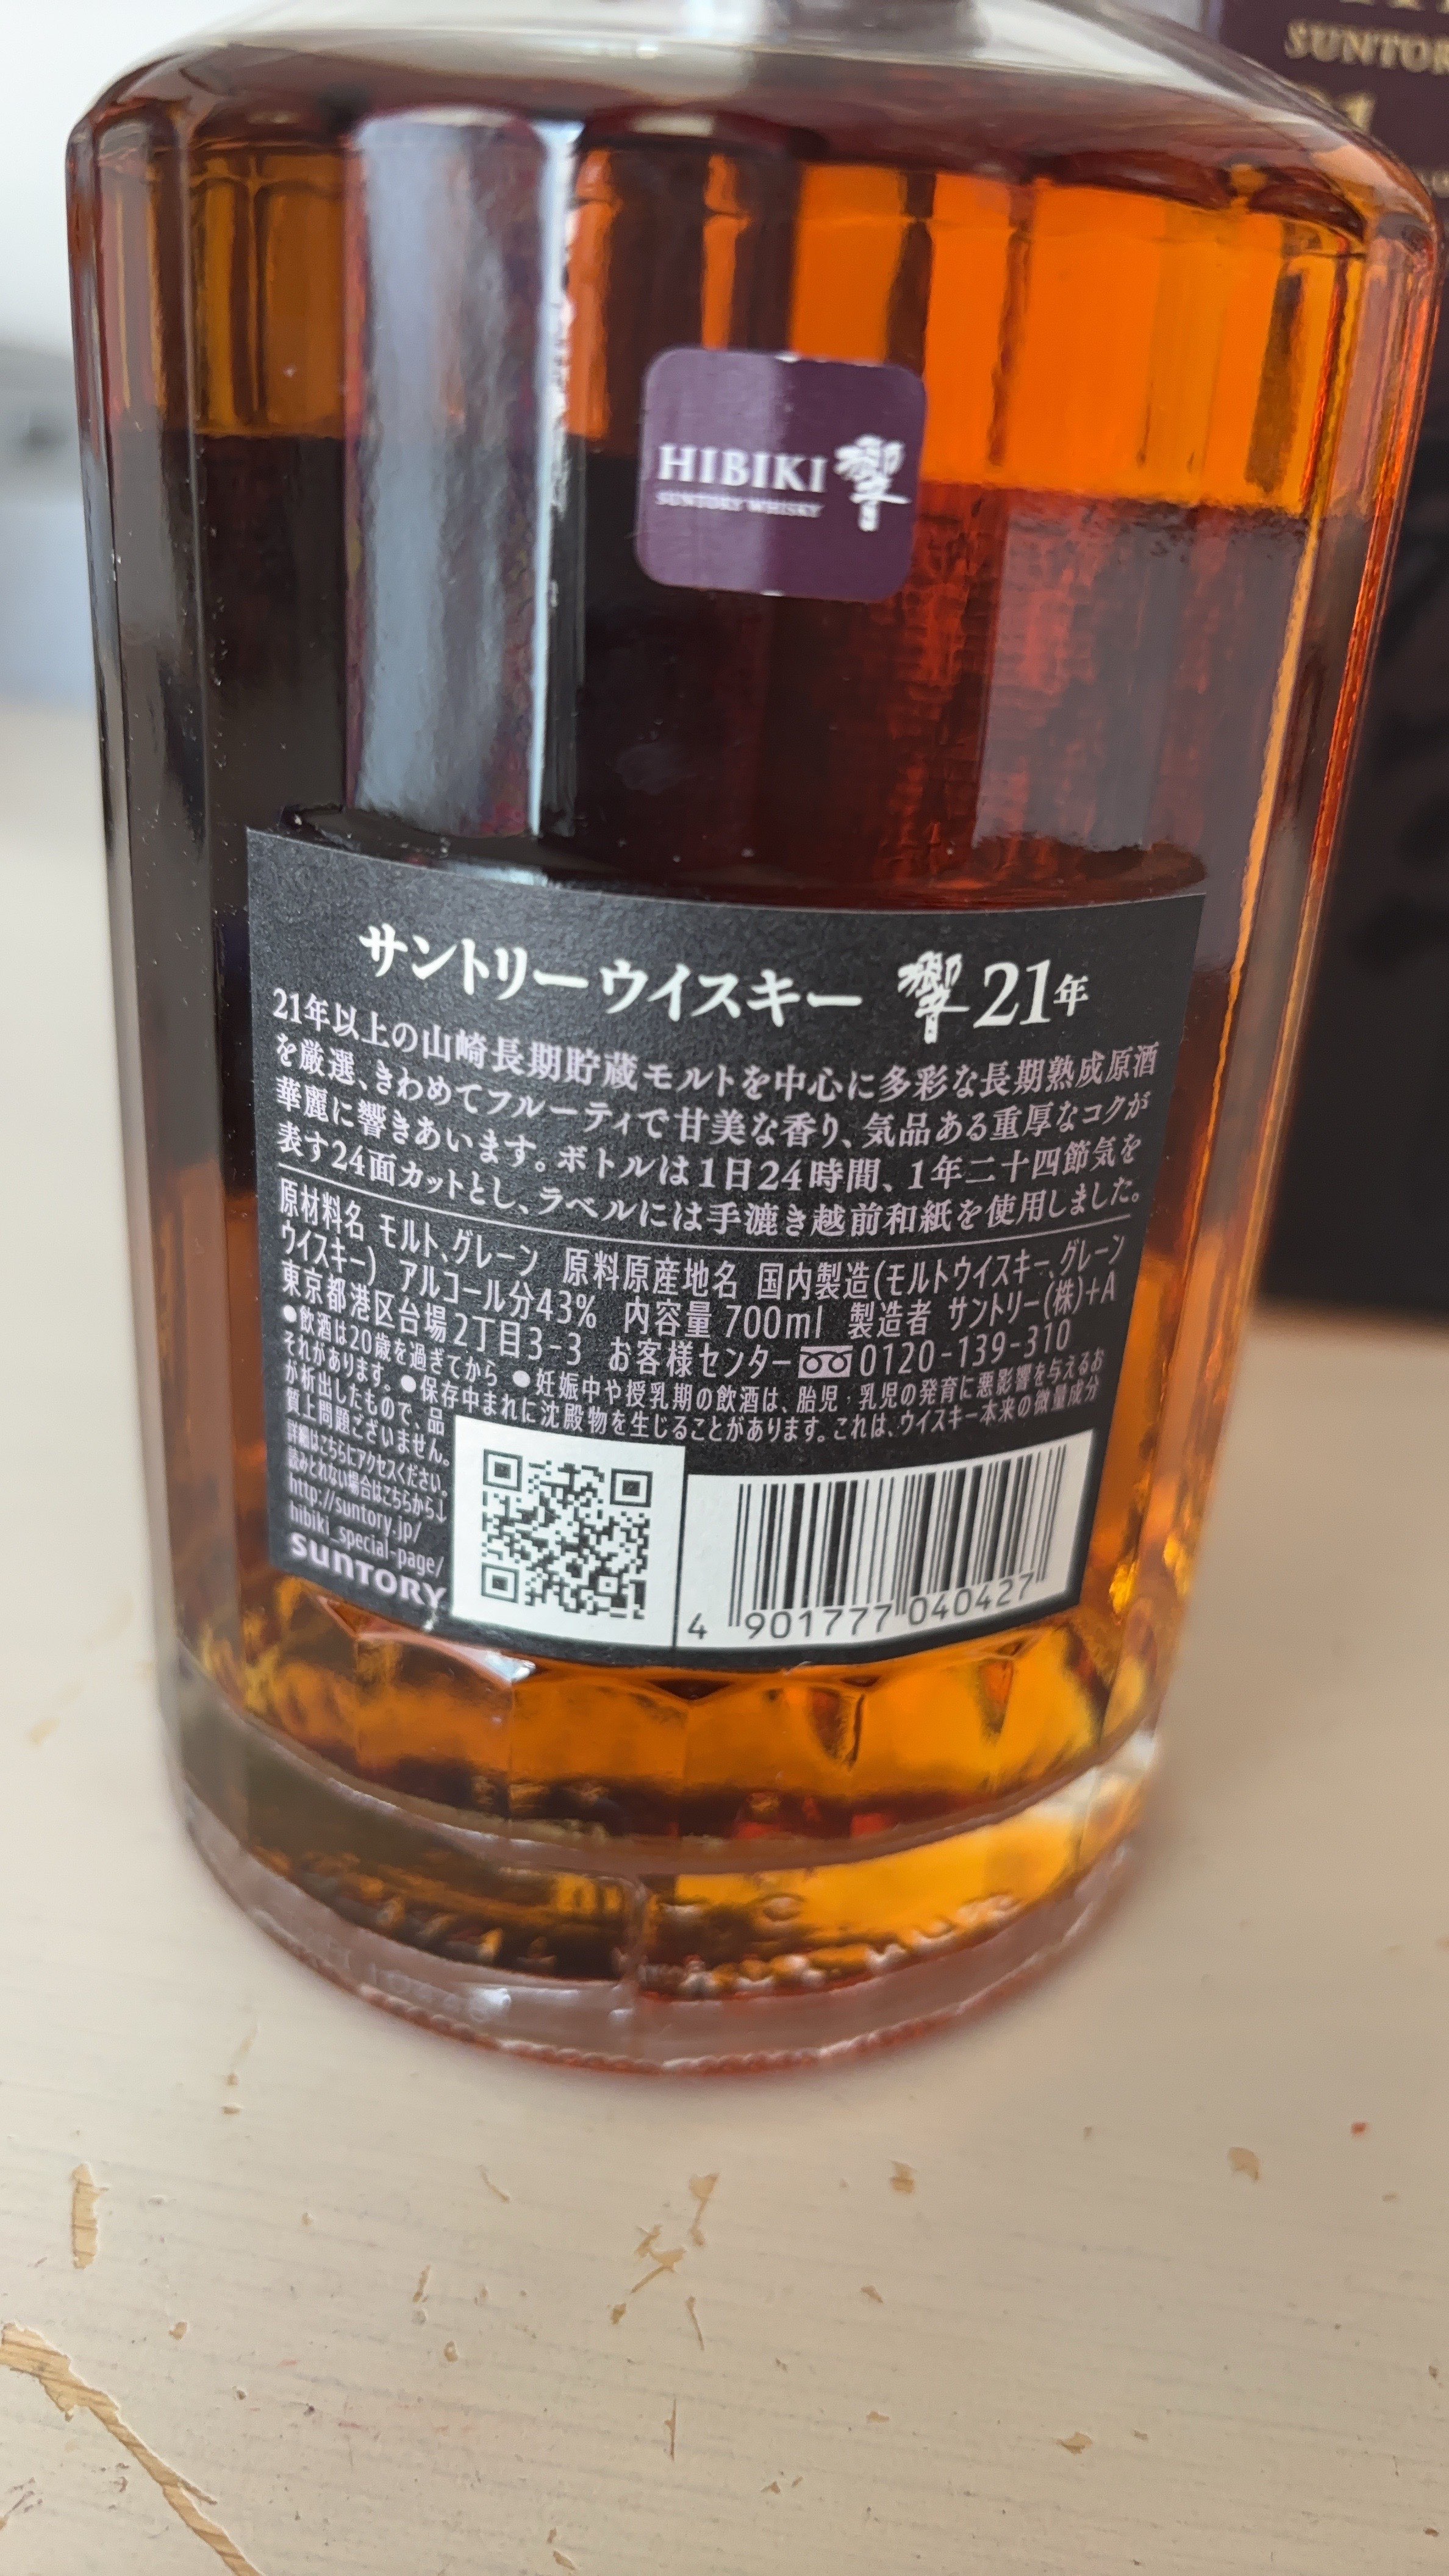 SUNTOR
21
HIBIKI 響
SUNTORY WHISKY
サントリーウイスキー 響 21年
21年以上の山崎長期貯蔵モルトを中心に多彩な長期熟成原酒
を厳選、きわめてフルーティで甘美な香り、気品ある重厚なコクが
華麗に響きあいます。ボトルは1日24時間、1年二十四節気を
表す24面カットとし、ラベルには手漉き越前和紙を使用しました。
原材料名 モルト、グレーン 原料原産地名 国内製造(モルトウイスキー、グレーン
ウイスキー) アルコール分43% 内容量 700ml 製造者 サントリー(株)+A
東京都港区台場2丁目3-3 お客様センター 0120-139-310
●飲酒は20歳を過ぎてから ●妊娠中や授乳期の飲酒は、胎児・乳児の発育に悪影響を与えるお
それがあります。●保存中まれに沈殿物を生じることがあります。これは、ウイスキー本来の微量成分
が析出したもので、品
質上問題ございません。
詳細はこちらにアクセスください。
読みとれない場合はこちらから↓
http://suntory.jp/
hibiki_special-page/
SUNTORY
4 901777 040427